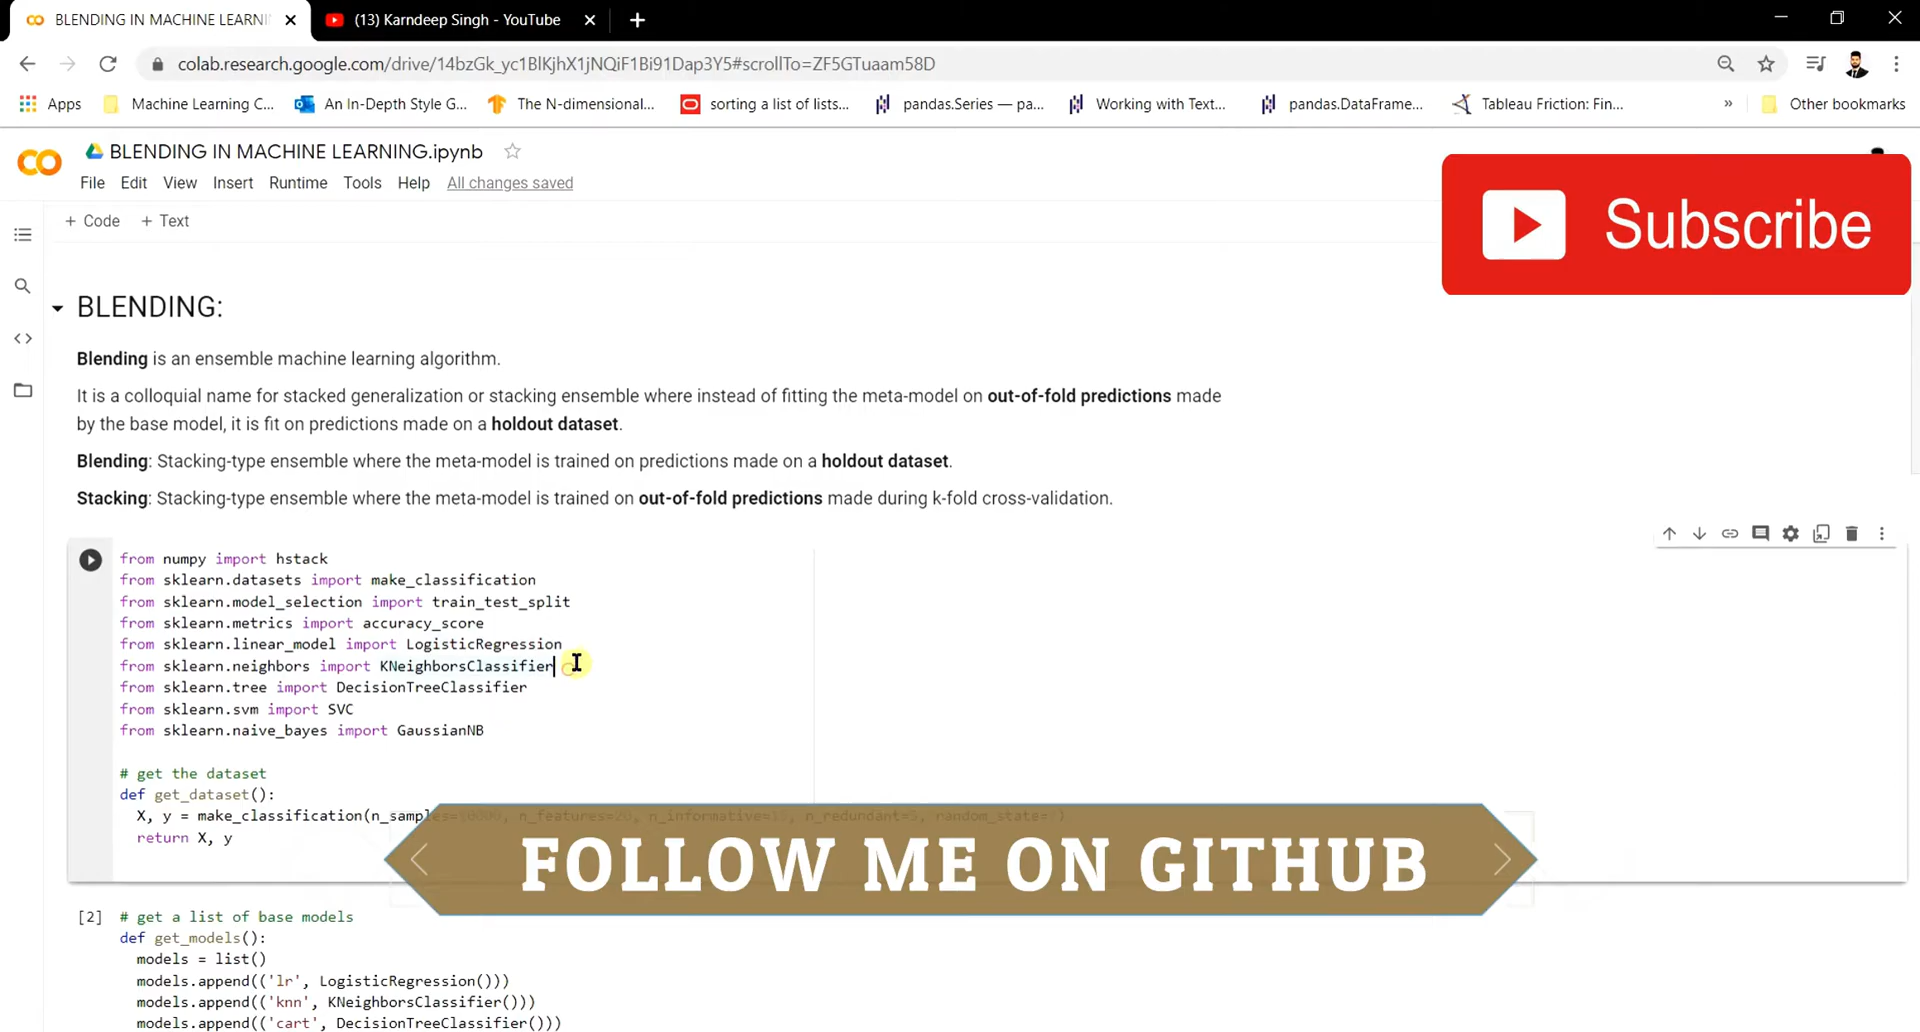 BLENDING IN MACHINE LEARNI
(13) Karndeep Singh - YouTube
colab.research.google.com/drive/14bzGk_yc1BlKjhX1jNQiF1Bi91Dap3Y5#scrollTo=ZF5GTuaam58D
Apps
Machine Learning C...
An In-Depth Style G...
The N-dimensional...
sorting a list of lists...
pandas.Series — pa...
Working with Text...
pandas.DataFrame...
Tableau Friction: Fin...
»
Other bookmarks
CO
BLENDING IN MACHINE LEARNING.ipynb
File Edit View Insert Runtime Tools Help All changes saved
Subscribe
+ Code + Text
BLENDING:
Blending is an ensemble machine learning algorithm.
It is a colloquial name for stacked generalization or stacking ensemble where instead of fitting the meta-model on out-of-fold predictions made
by the base model, it is fit on predictions made on a holdout dataset.
Blending: Stacking-type ensemble where the meta-model is trained on predictions made on a holdout dataset.
Stacking: Stacking-type ensemble where the meta-model is trained on out-of-fold predictions made during k-fold cross-validation.
from numpy import hstack
from sklearn.datasets import make_classification
from sklearn.model_selection import train_test_split
from sklearn.metrics import accuracy_score
from sklearn.linear_model import LogisticRegression
from sklearn.neighbors import KNeighborsClassifier
from sklearn.tree import DecisionTreeClassifier
from sklearn.svm import SVC
from sklearn.naive_bayes import GaussianNB
# get the dataset
def get_dataset():
X, y = make_classification(n_samples= n_features=20, n_informative= n_redundant=5, random_state=
return X, y
FOLLOW ME ON GITHUB
[2] # get a list of base models
def get_models():
models = list()
models.append(('lr', LogisticRegression()))
models.append(('knn', KNeighborsClassifier()))
models.append(('cart', DecisionTreeClassifier()))